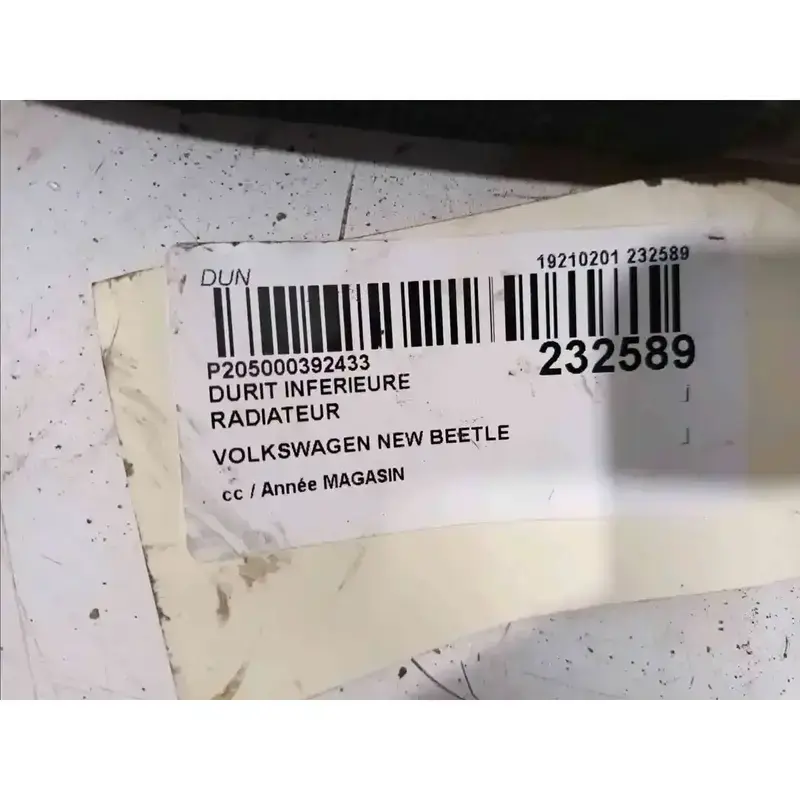 DUN
19210201 232589
P205000392433
232589
DURIT INFERIEURE
RADIATEUR
VOLKSWAGEN NEW BEETLE
cc / Année MAGASIN